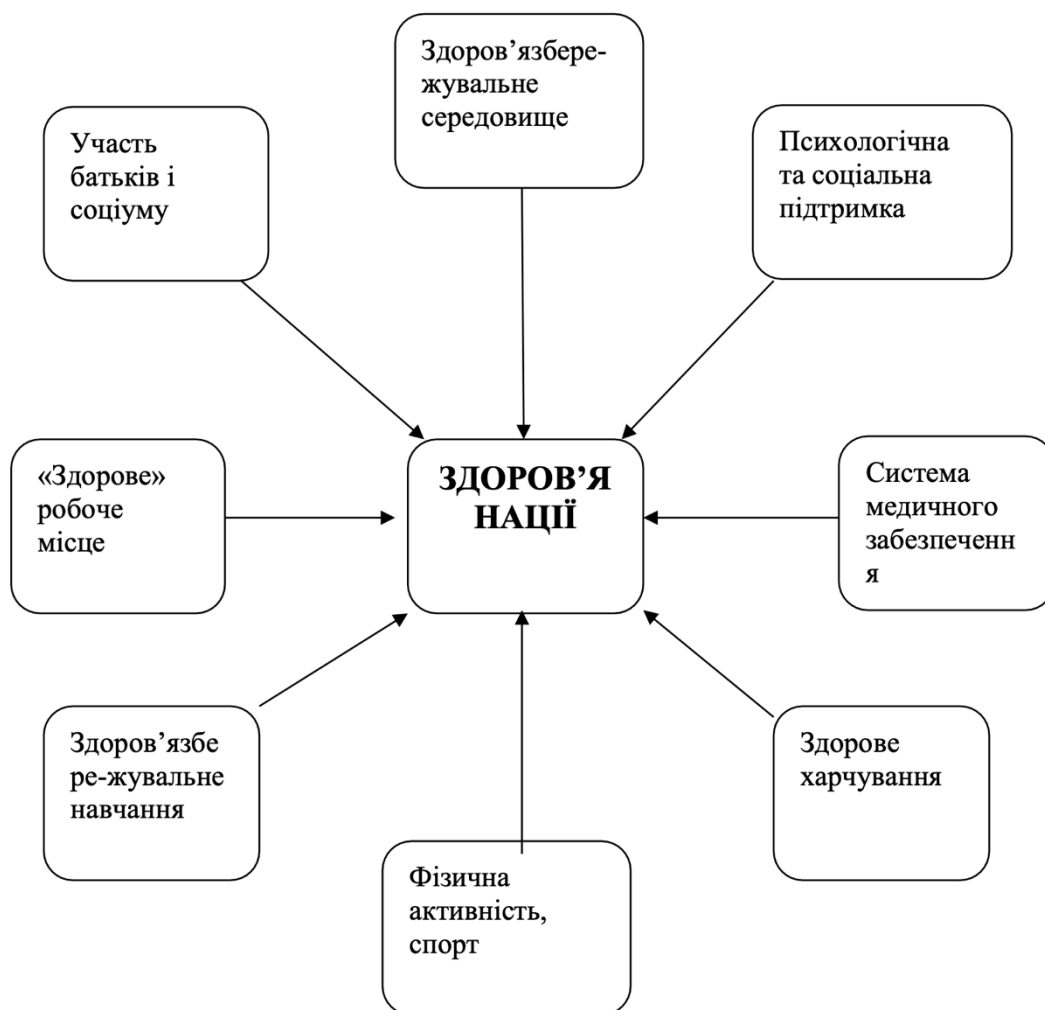 Здоров’язбере-
жувальне
середовище
Участь
батьків і
соціуму
Психологічна
та соціальна
підтримка
«Здорове»
робоче
місце
ЗДОРОВ’Я
НАЦІЇ
Система
медичного
забезпеченн
я
Здоров’язбе
ре-жувальне
навчання
Здорове
харчування
Фізична
активність,
спорт